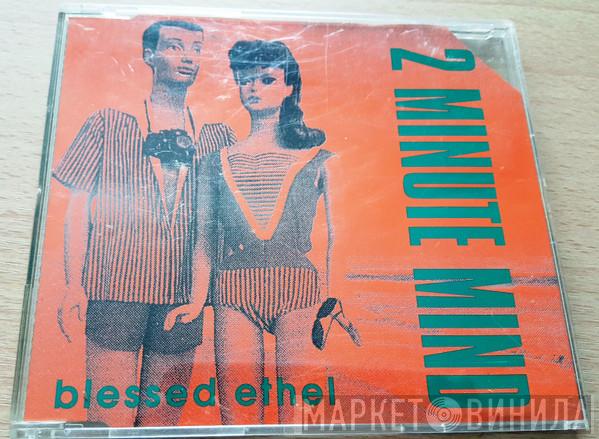 2 MINUTE MIND
blessed ethel
МАРКЕТ ВИНИЛА